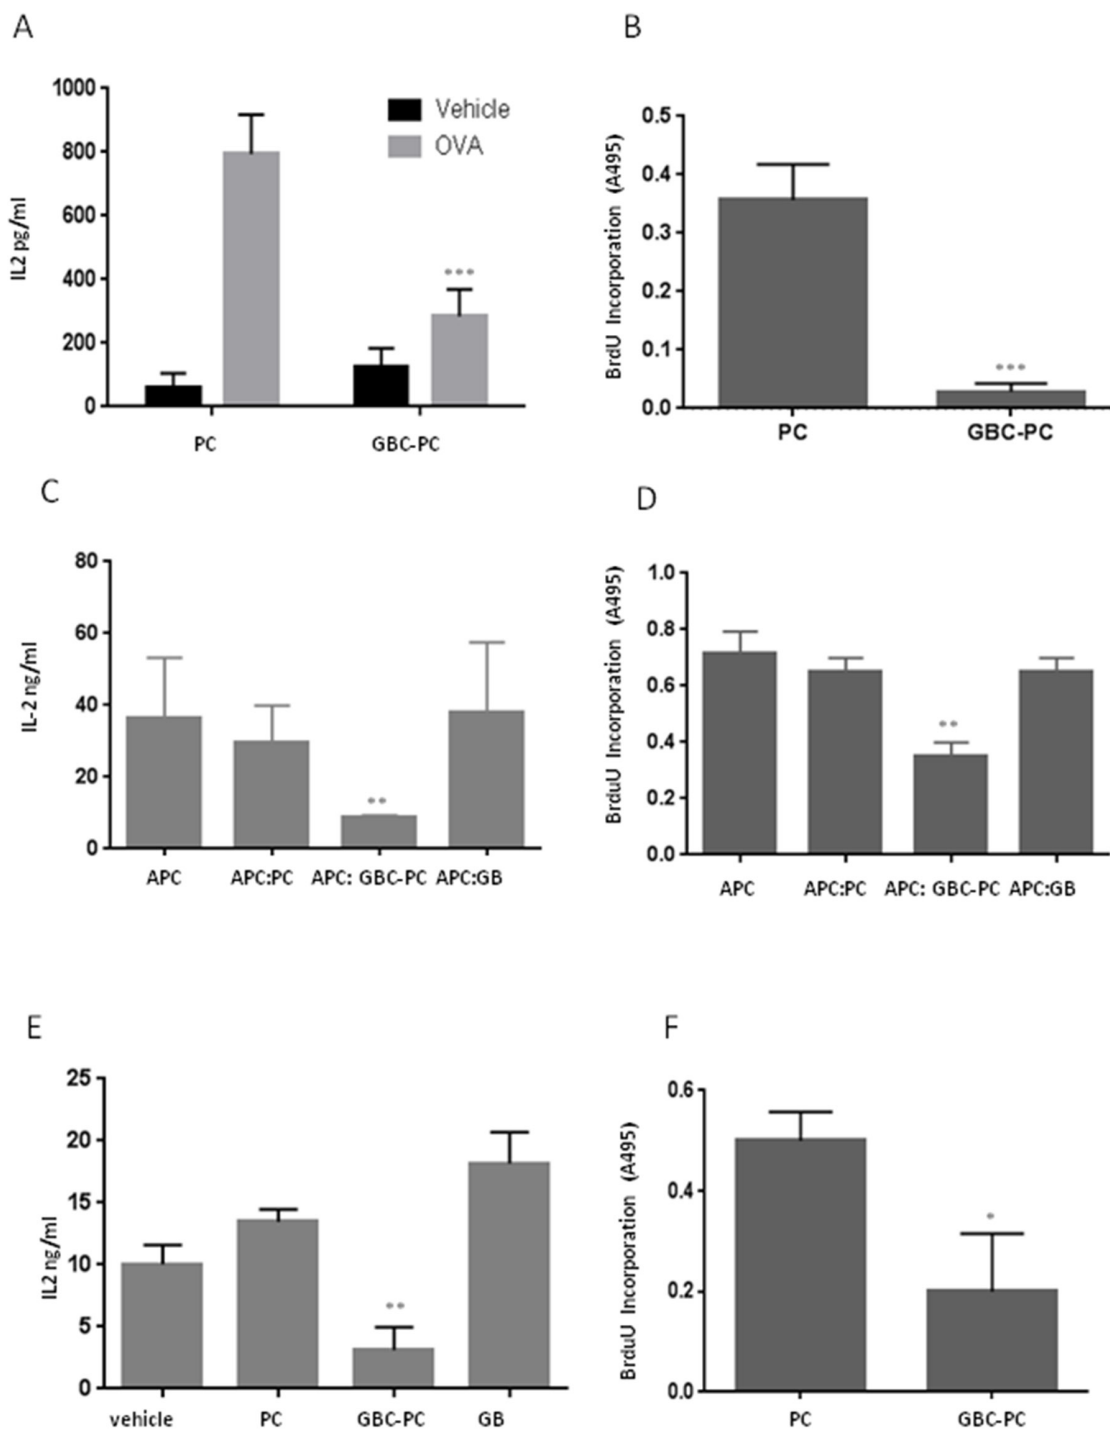 A
1000
800
600
400
200
0
IL2 pg/ml
Vehicle
OVA
***
PC
GBC-PC
B
0.5
0.4
0.3
0.2
0.1
0.0
BrdU Incorporation (A495)
***
PC
GBC-PC
C
80
60
40
20
0
IL-2 ng/ml
**
APC
APC:PC
APC: GBC-PC
APC:GB
D
1.0
0.8
0.6
0.4
0.2
0.0
BrduU Incorporation (A495)
**
APC
APC:PC
APC: GBC-PC
APC:GB
E
25
20
15
10
5
0
IL2 ng/ml
**
vehicle
PC
GBC-PC
GB
F
0.6
0.4
0.2
0.0
BrduU Incorporation (A495)
*
PC
GBC-PC